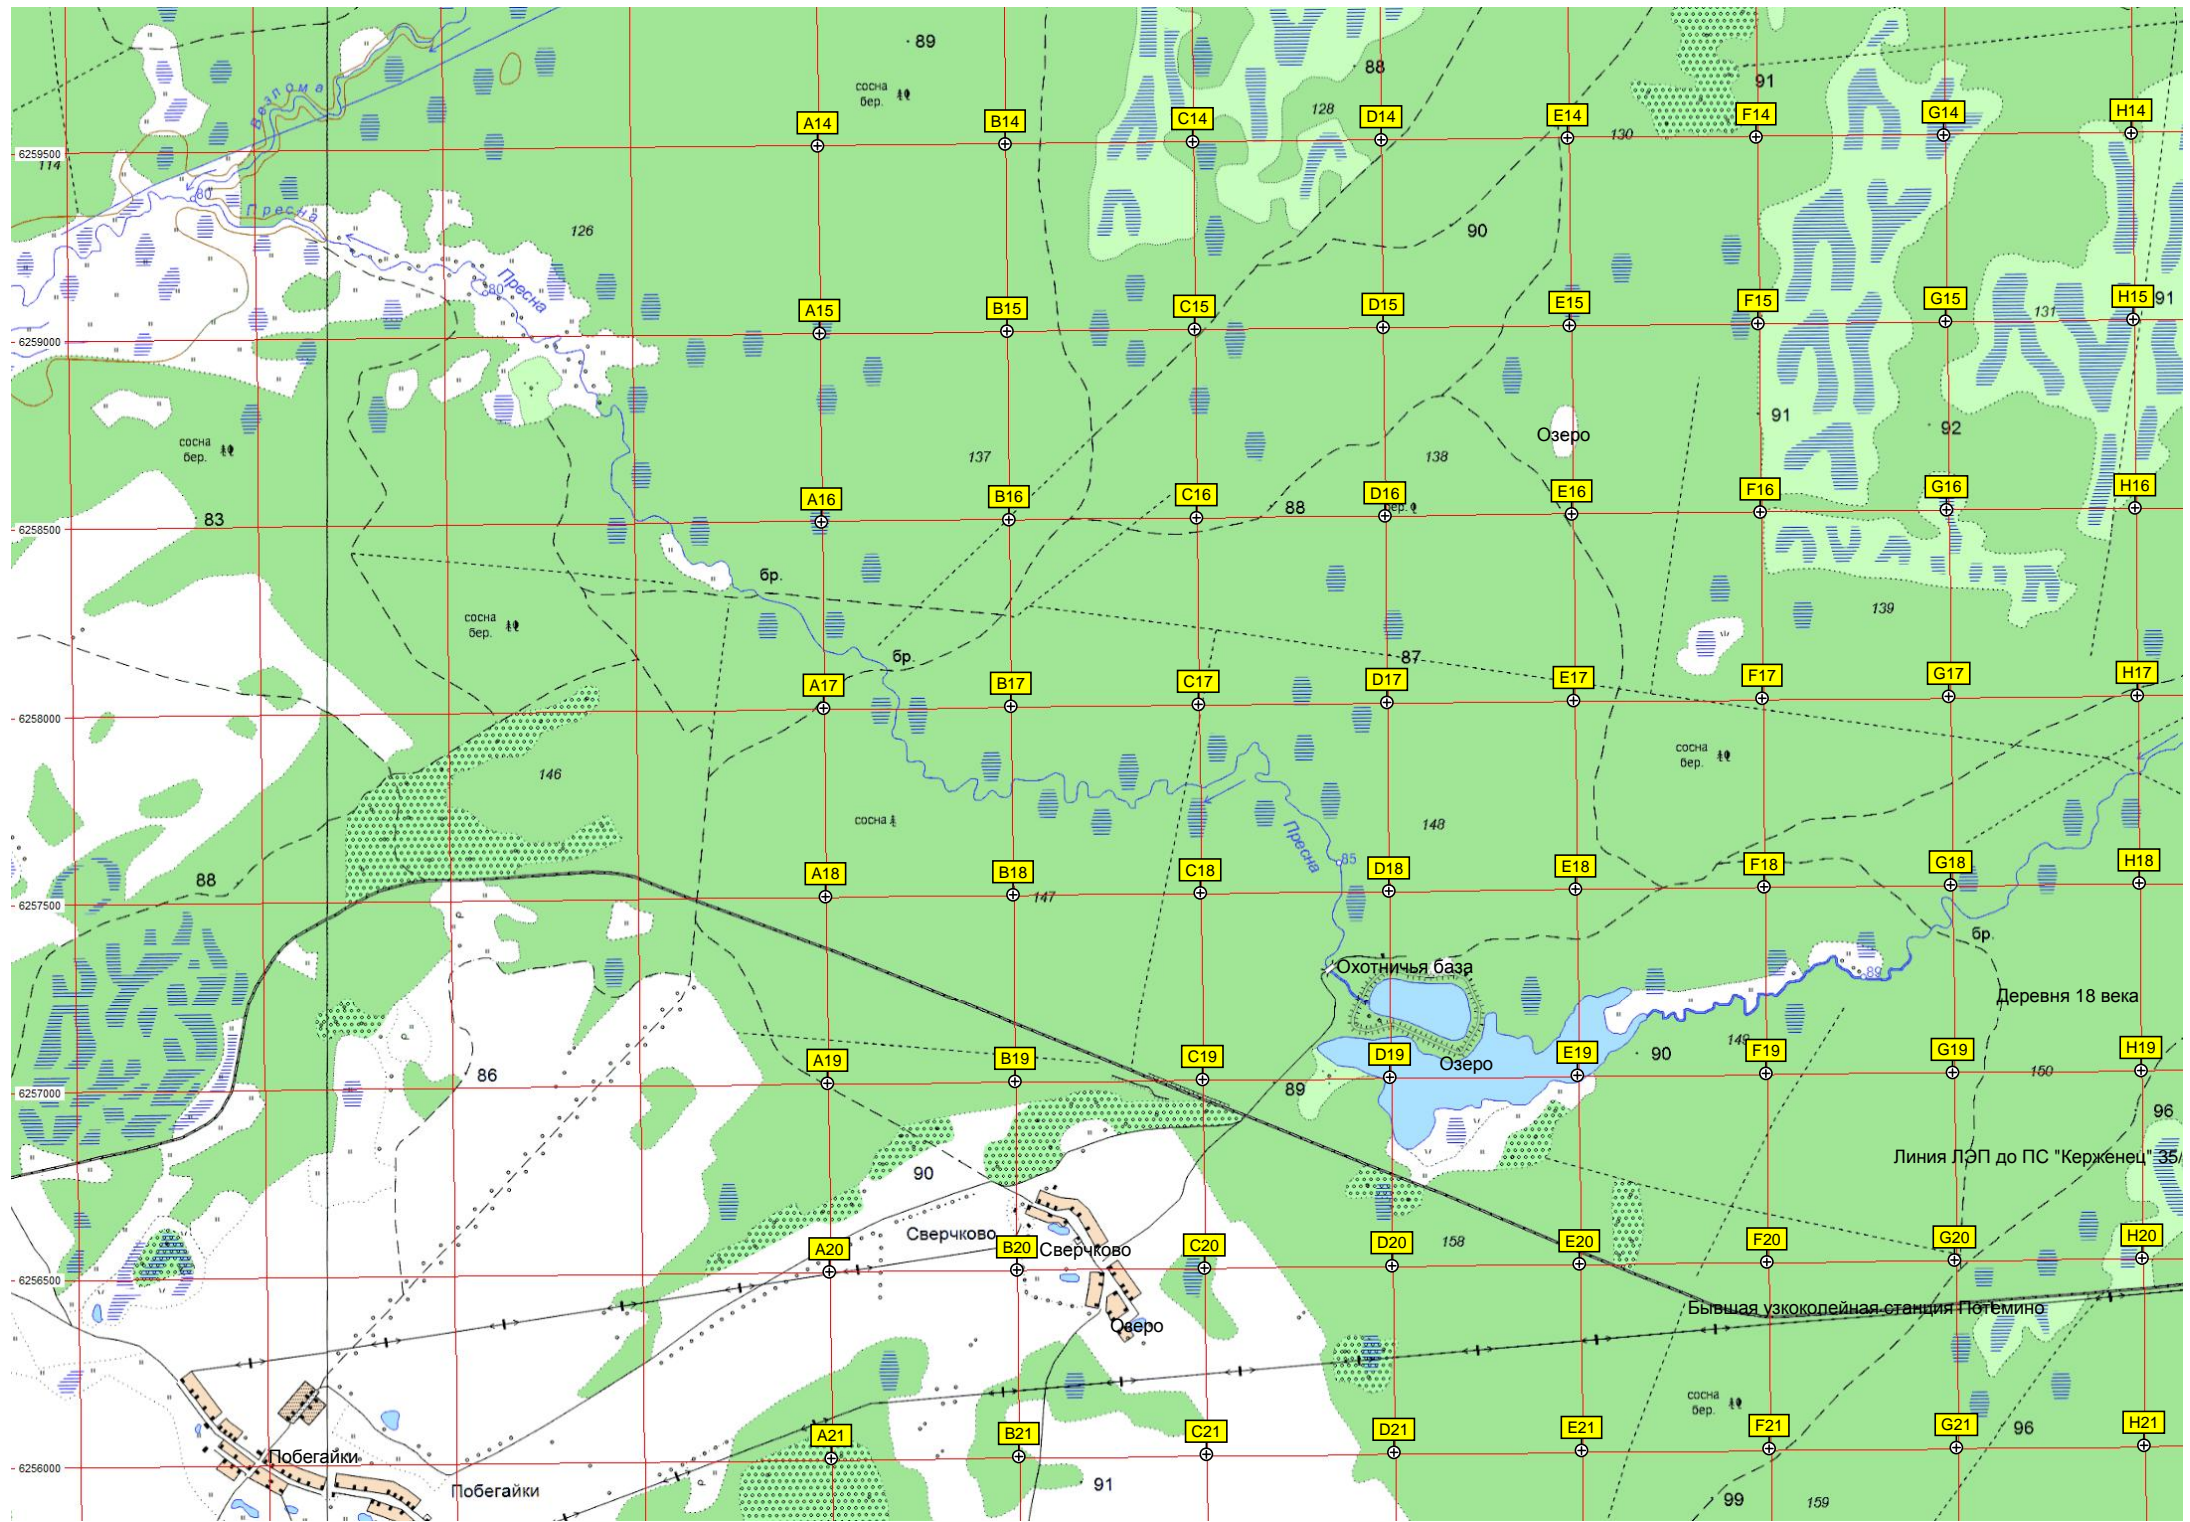 89
88
91
сосна
бер.
Везлома
128
A14
B14
C14
D14
E14
130
F14
G14
H14
6259500
114
80
Пресна
126
90
Пресна
80
A15
B15
C15
D15
E15
F15
G15
131
H15
91
6259000
91
92
Озеро
сосна
бер.
137
138
A16
B16
C16
D16
бер.
E16
F16
G16
H16
88
83
6258500
бр.
сосна
бер.
139
бр.
87
A17
B17
C17
D17
E17
F17
G17
H17
6258000
146
сосна
бер.
сосна
148
Пресна
85
88
A18
B18
C18
D18
E18
F18
G18
H18
147
6257500
бр.
Охотничья база
89
Деревня 18 века
149
A19
B19
C19
D19
Озеро
E19
90
F19
G19
150
H19
86
89
6257000
96
90
Линия ЛЭП до ПС "Керженец" 35/
Сверчково
Сверчково
A20
B20
C20
D20
158
E20
F20
G20
H20
6256500
Бывшая узкоколейная станция Потемино
Озеро
сосна
бер.
A21
B21
C21
D21
E21
F21
G21
96
H21
6256000
Побегайки
Побегайки
91
99
159